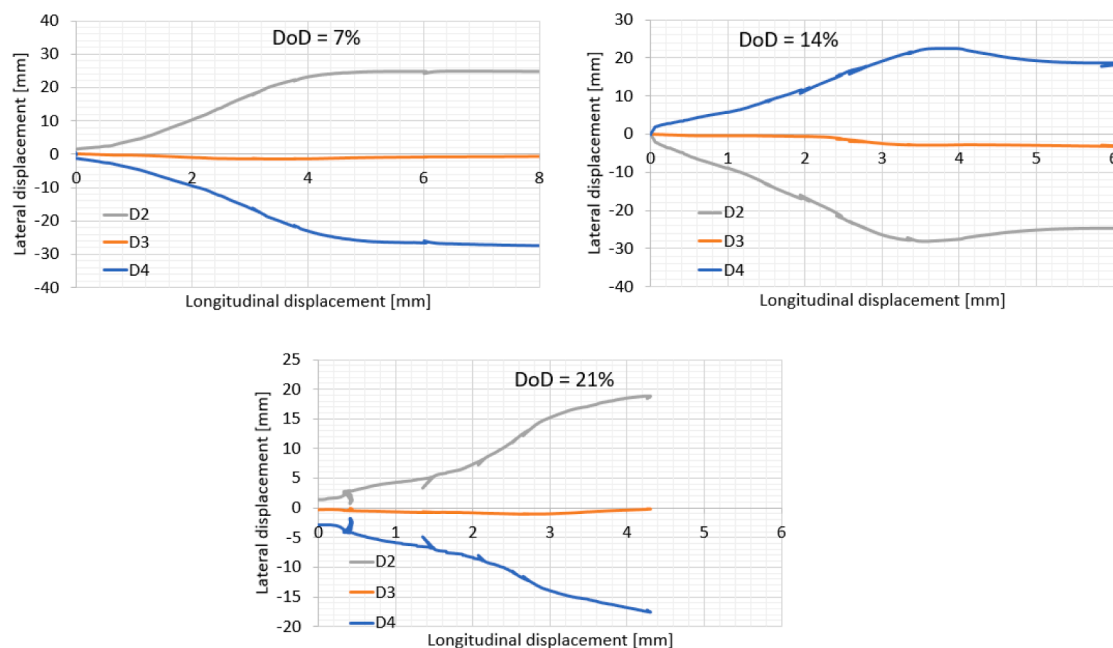 DoD = 7%
Lateral displacement [mm]
40
30
20
10
0
-10
-20
-30
-40
0
2
4
6
8
D2
D3
D4
Longitudinal displacement [mm]
DoD = 14%
Lateral displacement [mm]
30
20
10
0
-10
-20
-30
-40
0
1
2
3
4
5
6
D2
D3
D4
Longitudinal displacement [mm]
DoD = 21%
Lateral displacement [mm]
25
20
15
10
5
0
-5
-10
-15
-20
0
1
2
3
4
5
6
D2
D3
D4
Longitudinal displacement [mm]